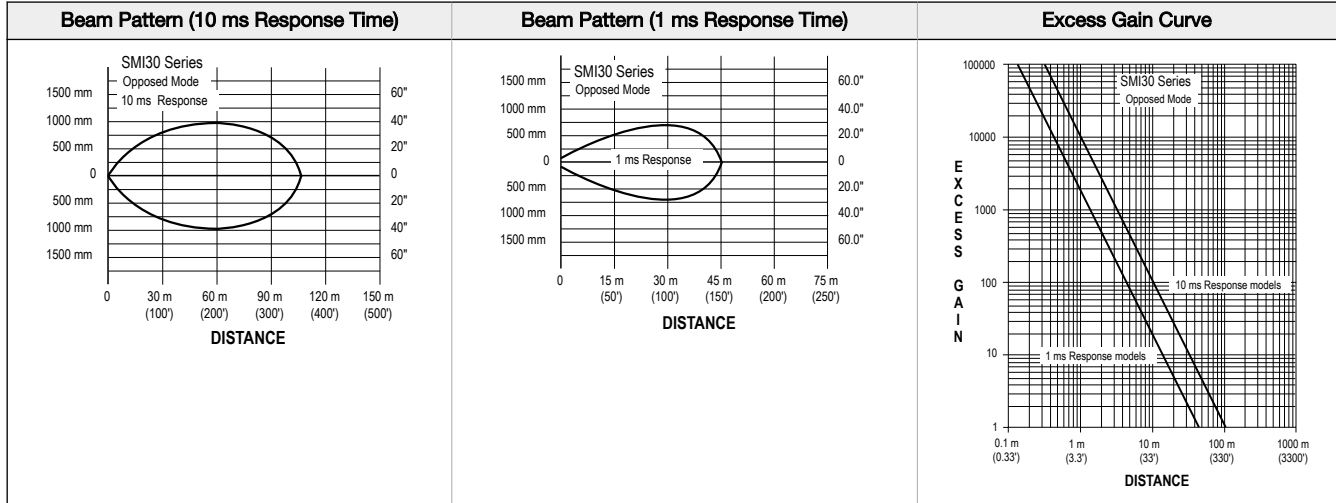 Beam Pattern (10 ms Response Time)
Beam Pattern (1 ms Response Time)
Excess Gain Curve
SMI30 Series
Opposed Mode
10 ms Response
1500 mm
1000 mm
500 mm
0
500 mm
1000 mm
1500 mm
60"
40"
20"
0
20"
40"
60"
0 30 m 60 m 90 m 120 m 150 m
(100') (200') (300') (400') (500')
DISTANCE
SMI30 Series
Opposed Mode
1 ms Response
1500 mm
1000 mm
500 mm
0
500 mm
1000 mm
1500 mm
60.0"
40.0"
20.0"
0
20.0"
40.0"
60.0"
0 15 m 30 m 45 m 60 m 75 m
(50') (100') (150') (200') (250')
DISTANCE
SMI30 Series
Opposed Mode
EXCESS GAIN
100000
10000
1000
100
10
1
10 ms Response models
1 ms Response models
0.1 m 1 m 10 m 100 m 1000 m
(0.33') (3.3') (33') (330') (3300')
DISTANCE